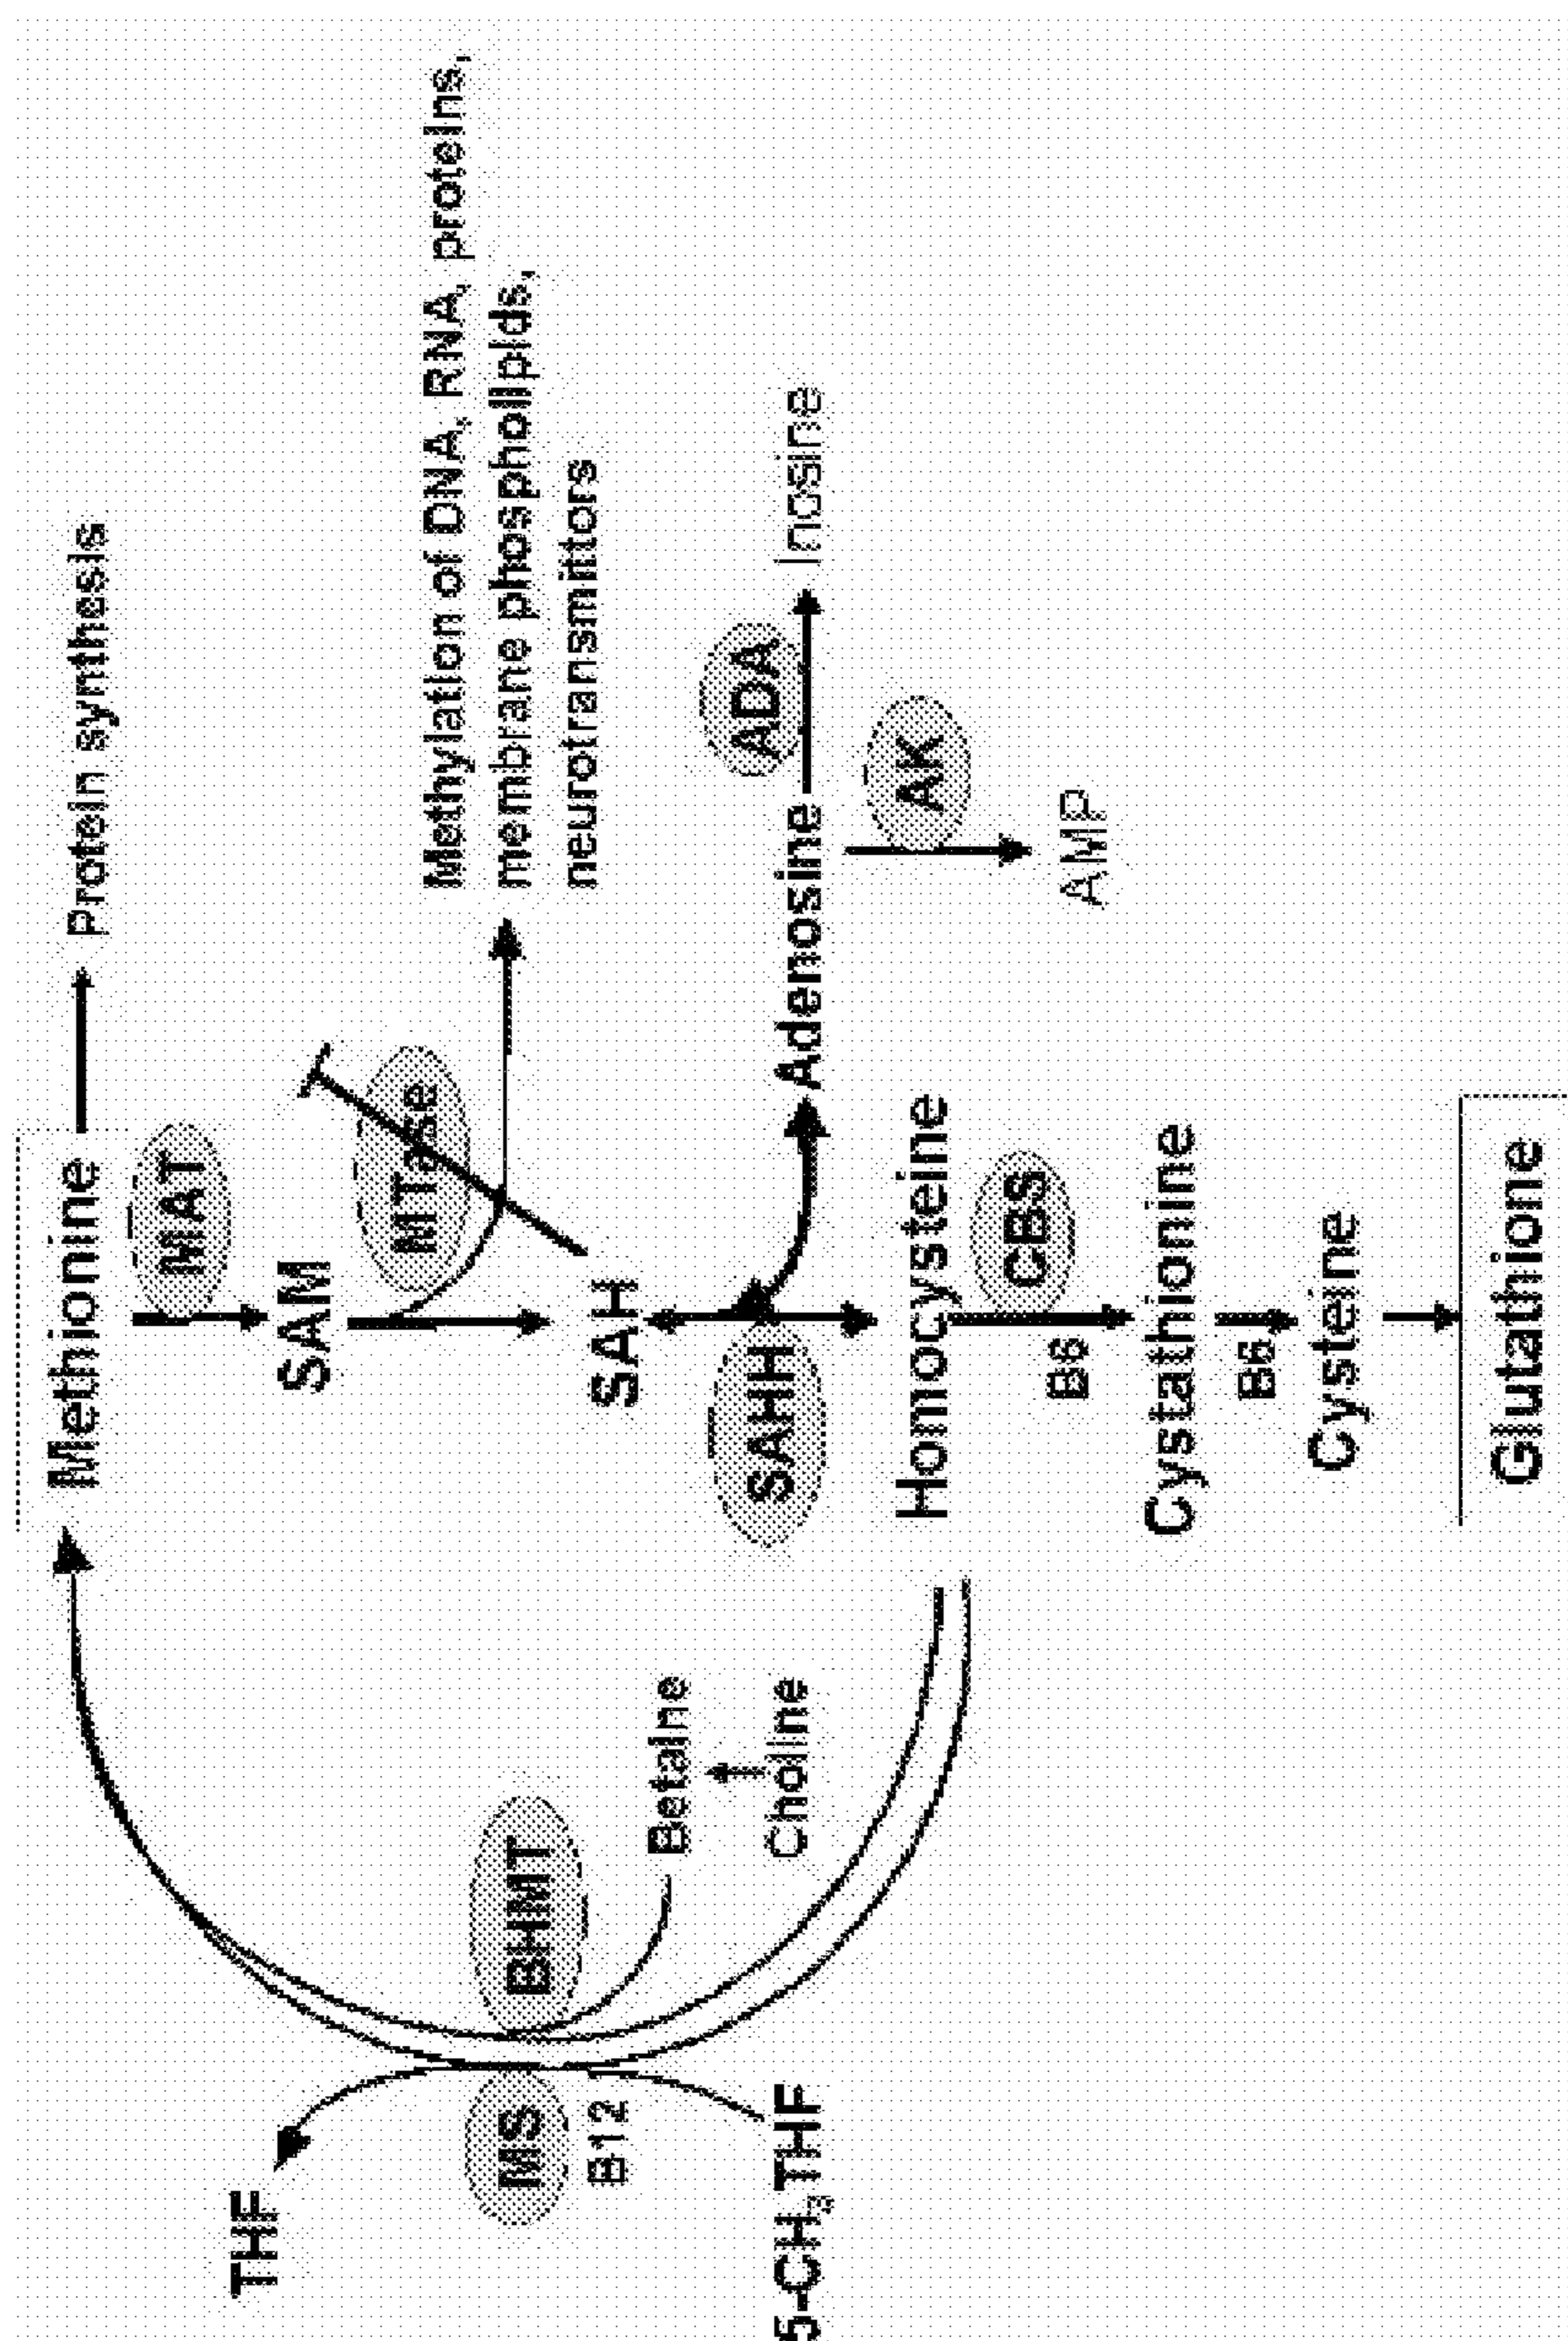 Methionine
Protein synthesis
MAT
SAM
THF
MTase
Methylation of DNA, RNA, proteins,
membrane phospholipids,
neurotransmittors
MS
BHMT
B12
SAH
Betaine
Choline
SAHH
ADA
5-CH₃THF
Adenosine
Inosine
AK
Homocysteine
CBS
B6
AMP
Cystathionine
B6
Cysteine
Glutathione